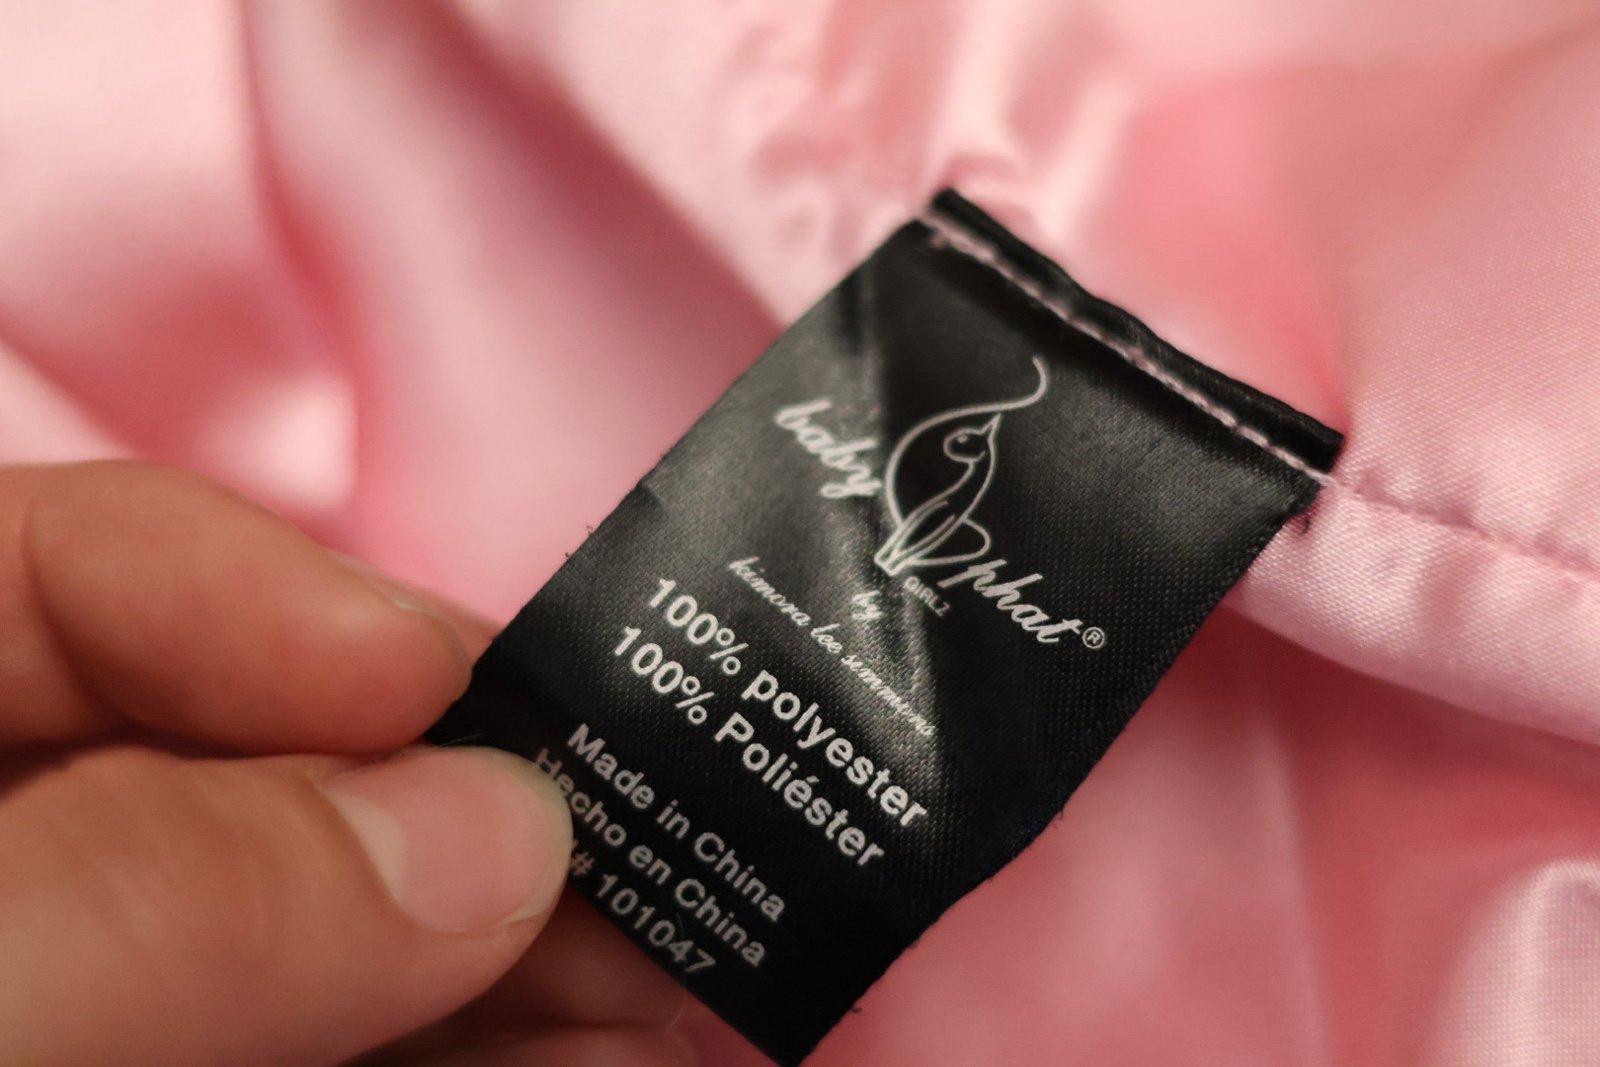 baby phat®
GIRLZ
by
kimora lee simmons
100% polyester
100% Poliéster
Made in China
Hecho en China
# 101047